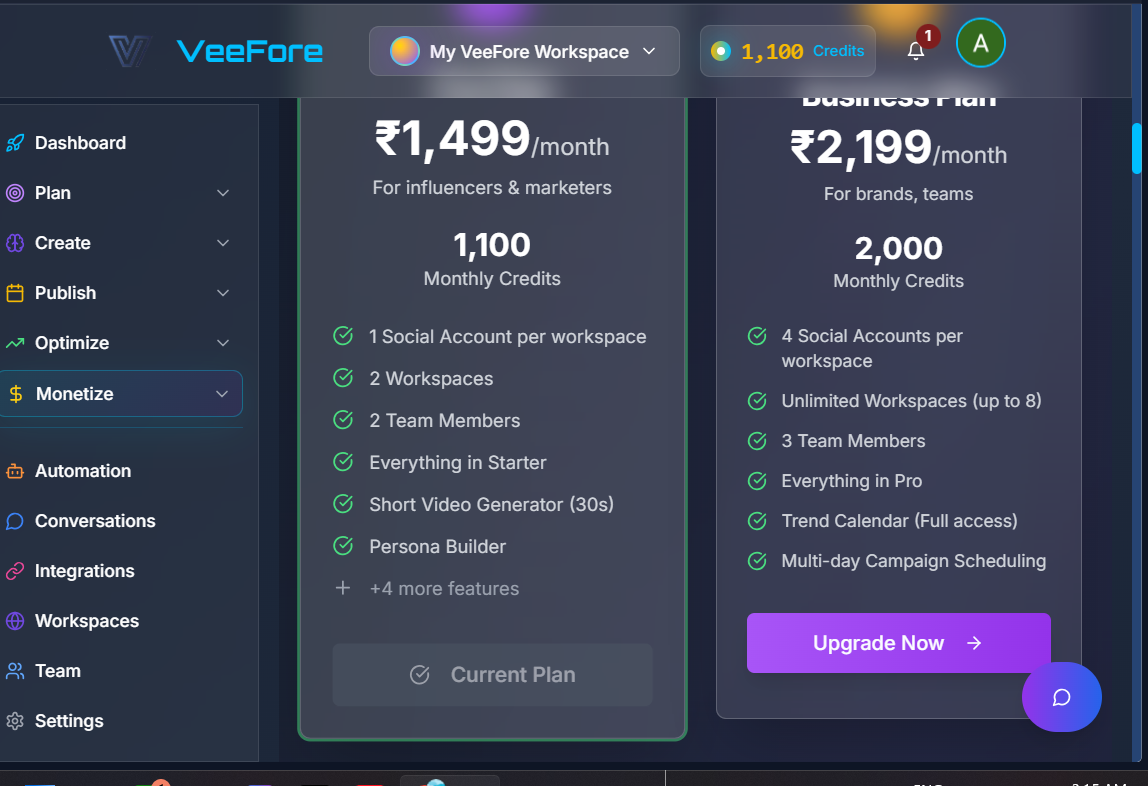 VeeFore
My VeeFore Workspace
1,100 Credits
1
A
Dashboard
Plan
Create
Publish
Optimize
Monetize
Automation
Conversations
Integrations
Workspaces
Team
Settings
₹1,499/month
For influencers & marketers
1,100
Monthly Credits
1 Social Account per workspace
2 Workspaces
2 Team Members
Everything in Starter
Short Video Generator (30s)
Persona Builder
+4 more features
Current Plan
Business Plan
₹2,199/month
For brands, teams
2,000
Monthly Credits
4 Social Accounts per
workspace
Unlimited Workspaces (up to 8)
3 Team Members
Everything in Pro
Trend Calendar (Full access)
Multi-day Campaign Scheduling
Upgrade Now